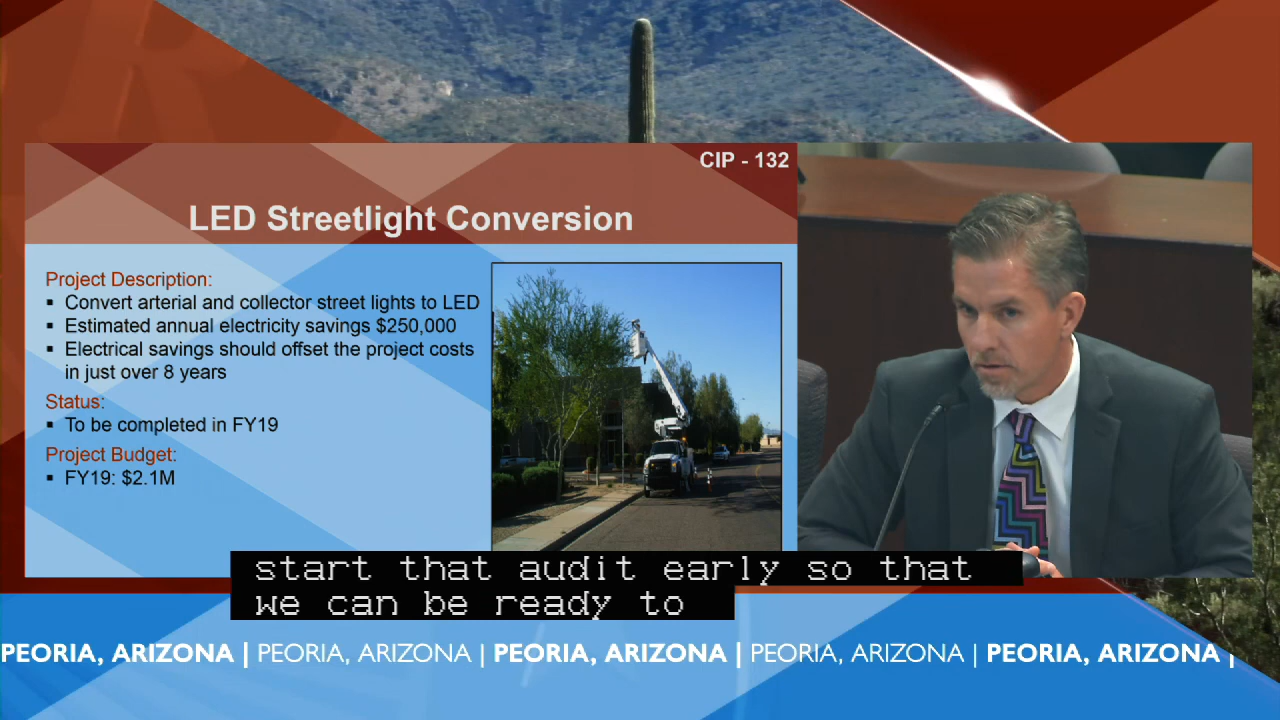 CIP - 132
LED Streetlight Conversion
Project Description:
▪ Convert arterial and collector street lights to LED
▪ Estimated annual electricity savings $250,000
▪ Electrical savings should offset the project costs
in just over 8 years
Status:
▪ To be completed in FY19
Project Budget:
▪ FY19: $2.1M
start that audit early so that
we can be ready to
PEORIA, ARIZONA | PEORIA, ARIZONA | PEORIA, ARIZONA | PEORIA, ARIZONA | PEORIA, ARIZONA |